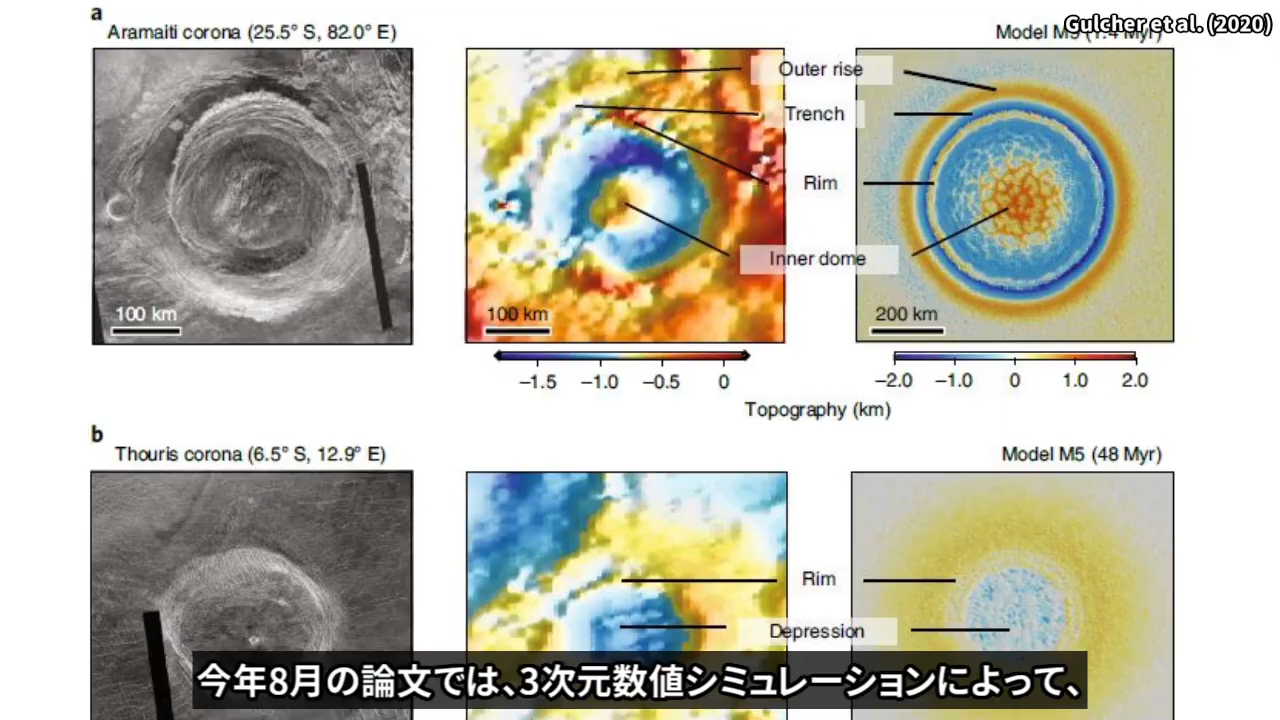 a
Aramaiti corona (25.5° S, 82.0° E)
Gulcher et al. (2020)
Outer rise
Trench
Rim
Inner dome
100 km
100 km
200 km
–1.5 –1.0 –0.5 0
–2.0 –1.0 0 1.0 2.0
Topography (km)
b
Thouris corona (6.5° S, 12.9° E)
Model M5 (48 Myr)
Rim
Depression
今年8月の論文では、3次元数値シミュレーションによって、